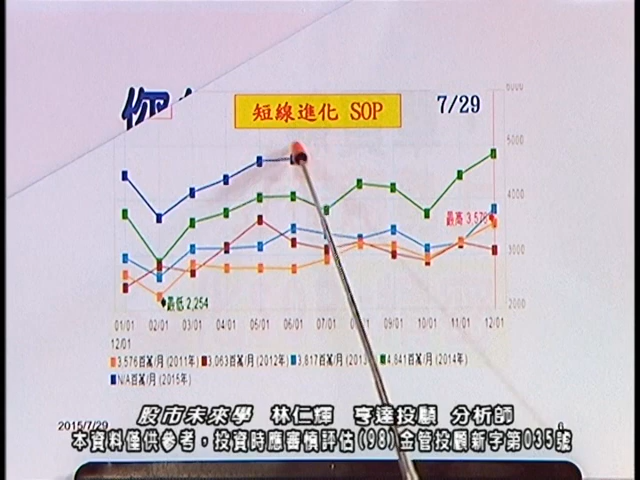 您
短線進化 SOP
7/29
6000
5000
4000
3000
2000
最高 3,576
最低 2,254
01/01 02/01 03/01 04/01 05/01 06/01 07/01 08/01 09/01 10/01 11/01 12/01
12/01
3,576百萬/月 (2011年) 3,063百萬/月 (2012年) 3,817百萬/月 (2013 4,841百萬/月 (2014年)
N/A百萬/月 (2015年)
2015/7/29
股市未來學 林仁輝 亨達投顧 分析師
本資料僅供參考，投資時應審慎評估(98)金管投顧新字第035號